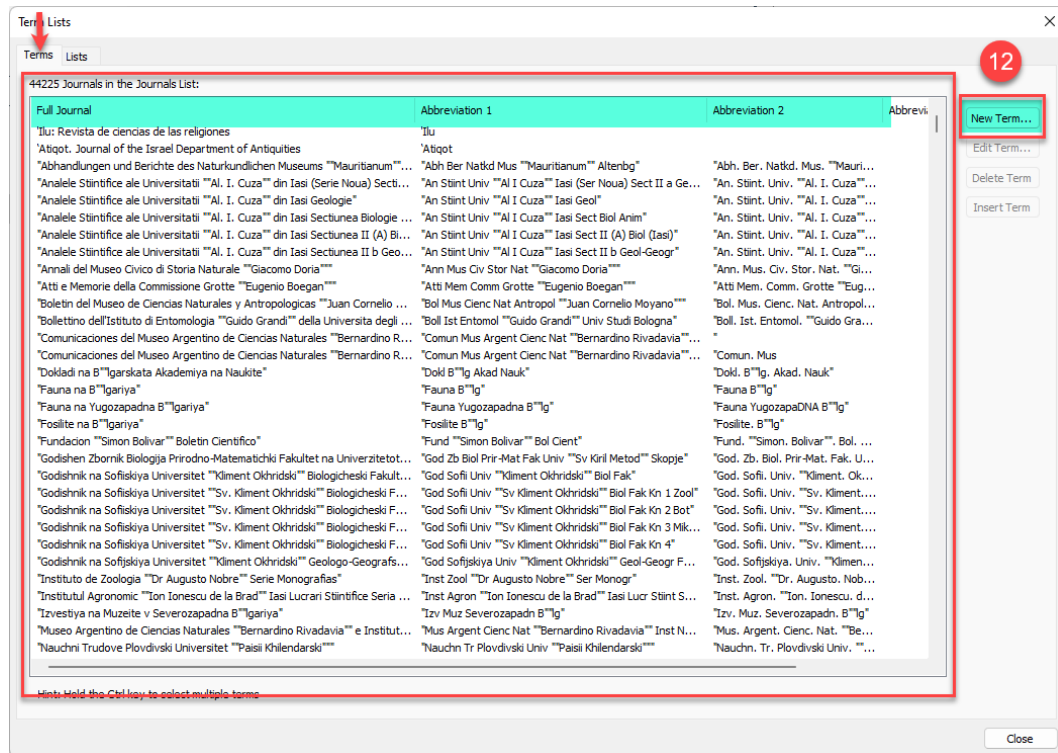 Term Lists
Terms Lists
12
44225 Journals in the Journals List:
Full Journal Abbreviation 1 Abbreviation 2 Abbrevi
New Term...
Edit Term...
Delete Term
Insert Term
'Ilu: Revista de ciencias de las religiones 'Ilu
'Atiqot. Journal of the Israel Department of Antiquities 'Atiqot
"Abhandlungen und Berichte des Naturkundlichen Museums ""Mauritianum""... "Abh Ber Natkd Mus ""Mauritianum"" Altenbg" "Abh. Ber. Natkd. Mus. ""Mauri...
"Analele Stiintifice ale Universitatii ""Al. I. Cuza"" din Iasi (Serie Noua) Secti... "An Stiint Univ ""Al I Cuza"" Iasi (Ser Noua) Sect II a Ge... "An. Stiint. Univ. ""Al. I. Cuza""...
"Analele Stiintifice ale Universitatii ""Al. I. Cuza"" din Iasi Geologie" "An Stiint Univ ""Al I Cuza"" Iasi Geol" "An. Stiint. Univ. ""Al. I. Cuza""...
"Analele Stiintifice ale Universitatii ""Al. I. Cuza"" din Iasi Sectiunea Biologie ... "An Stiint Univ ""Al I Cuza"" Iasi Sect Biol Anim" "An. Stiint. Univ. ""Al. I. Cuza""...
"Analele Stiintifice ale Universitatii ""Al. I. Cuza"" din Iasi Sectiunea II (A) Bi... "An Stiint Univ ""Al I Cuza"" Iasi Sect II (A) Biol (Iasi)" "An. Stiint. Univ. ""Al. I. Cuza""...
"Analele Stiintifice ale Universitatii ""Al. I. Cuza"" din Iasi Sectiunea II b Geo... "An Stiint Univ ""Al I Cuza"" Iasi Sect II b Geol-Geogr" "An. Stiint. Univ. ""Al. I. Cuza""...
"Annali del Museo Civico di Storia Naturale ""Giacomo Doria""" "Ann Mus Civ Stor Nat ""Giacomo Doria""" "Ann. Mus. Civ. Stor. Nat. ""Gi...
"Atti e Memorie della Commissione Grotte ""Eugenio Boegan""" "Atti Mem Comm Grotte ""Eugenio Boegan""" "Atti Mem. Comm. Grotte ""Eug...
"Boletin del Museo de Ciencias Naturales y Antropologicas ""Juan Cornelio ... "Bol Mus Cienc Nat Antropol ""Juan Cornelio Moyano""" "Bol. Mus. Cienc. Nat. Antropol...
"Bollettino dell'Istituto di Entomologia ""Guido Grandi"" della Universita degli ... "Boll Ist Entomol ""Guido Grandi"" Univ Studi Bologna" "Boll. Ist. Entomol. ""Guido Gra...
"Comunicaciones del Museo Argentino de Ciencias Naturales ""Bernardino R... "Comun Mus Argent Cienc Nat ""Bernardino Rivadavia""... "
"Comunicaciones del Museo Argentino de Ciencias Naturales ""Bernardino R... "Comun Mus Argent Cienc Nat ""Bernardino Rivadavia""... "Comun. Mus
"Dokladi na B""lgarskata Akademiya na Naukite" "Dokl B""lg Akad Nauk" "Dokl. B""lg. Akad. Nauk"
"Fauna na B""lgariya" "Fauna B""lg" "Fauna B""lg"
"Fauna na Yugozapadna B""lgariya" "Fauna Yugozapadna B""lg" "Fauna YugozapaDNA B""lg"
"Fosilite na B""lgariya" "Fosilite B""lg" "Fosilite. B""lg"
"Fundacion ""Simon Bolivar"" Boletin Cientifico" "Fund ""Simon Bolivar"" Bol Cient" "Fund. ""Simon. Bolivar"". Bol. ...
"Godishen Zbornik Biologija Prirodno-Matematichki Fakultet na Univerzitetot... "God Zb Biol Prir-Mat Fak Univ ""Sv Kiril Metod"" Skopje" "God. Zb. Biol. Prir-Mat. Fak. U...
"Godishnik na Sofiiskiya Universitet ""Kliment Okhridski"" Biologicheski Fakult... "God Sofi Univ ""Kliment Okhridski"" Biol Fak" "God. Sofii. Univ. ""Kliment. Ok...
"Godishnik na Sofiiskiya Universitet ""Sv. Kliment Okhridski"" Biologicheski F... "God Sofi Univ ""Sv Kliment Okhridski"" Biol Fak Kn 1 Zool" "God. Sofii. Univ. ""Sv. Kliment....
"Godishnik na Sofiiskiya Universitet ""Sv. Kliment Okhridski"" Biologicheski F... "God Sofi Univ ""Sv Kliment Okhridski"" Biol Fak Kn 2 Bot" "God. Sofii. Univ. ""Sv. Kliment....
"Godishnik na Sofiiskiya Universitet ""Sv. Kliment Okhridski"" Biologicheski F... "God Sofi Univ ""Sv Kliment Okhridski"" Biol Fak Kn 3 Mik... "God. Sofii. Univ. ""Sv. Kliment....
"Godishnik na Sofiiskiya Universitet ""Sv. Kliment Okhridski"" Biologicheski F... "God Sofi Univ ""Sv Kliment Okhridski"" Biol Fak Kn 4" "God. Sofii. Univ. ""Sv. Kliment....
"Godishnik na Sofijskiya Universitet ""Kliment Okhridski"" Geologo-Geografs... "God Sofijskiya Univ ""Kliment Okhridski"" Geol-Geogr F... "God. Sofijskiya. Univ. ""Klimen...
"Instituto de Zoologia ""Dr Augusto Nobre"" Serie Monografias" "Inst Zool ""Dr Augusto Nobre"" Ser Monogr" "Inst. Zool. ""Dr. Augusto. Nob...
"Institutul Agronomic ""Ion Ionescu de la Brad"" Iasi Lucrari Stiintifice Seria ... "Inst Agron ""Ion Ionescu de la Brad"" Iasi Lucr Stiint S... "Inst. Agron. ""Ion. Ionescu. d...
"Izvestiya na Muzeite v Severozapadna B""lgariya" "Izv Muz Severozapadn B""lg" "Izv. Muz. Severozapadn. B""lg"
"Museo Argentino de Ciencias Naturales ""Bernardino Rivadavia"" e Institut... "Mus Argent Cienc Nat ""Bernardino Rivadavia"" Inst N... "Mus. Argent. Cienc. Nat. ""Be...
"Nauchni Trudove Plovdivski Universitet ""Paisii Khilendarski""" "Nauchn Tr Plovdivski Univ ""Paisii Khilendarski""" "Nauchn. Tr. Plovdivski Univ. ""...
Hint: Hold the Ctrl key to select multiple terms
Close